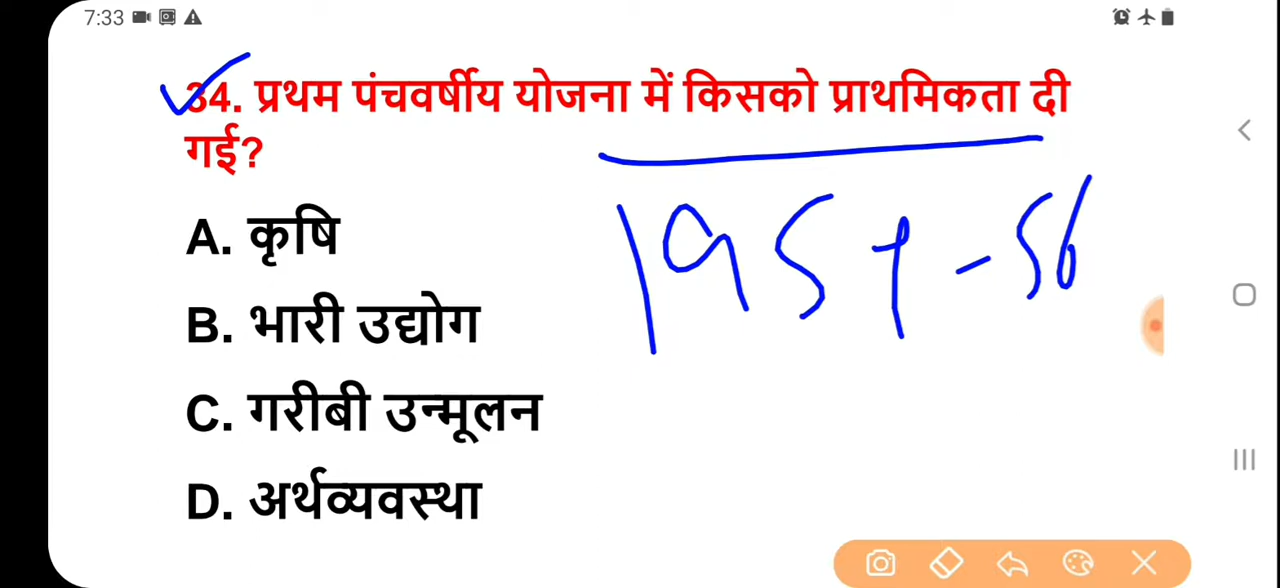 7:33
34. प्रथम पंचवर्षीय योजना में किसको प्राथमिकता दी
गई?
1951-56
A. कृषि
B. भारी उद्योग
C. गरीबी उन्मूलन
D. अर्थव्यवस्था